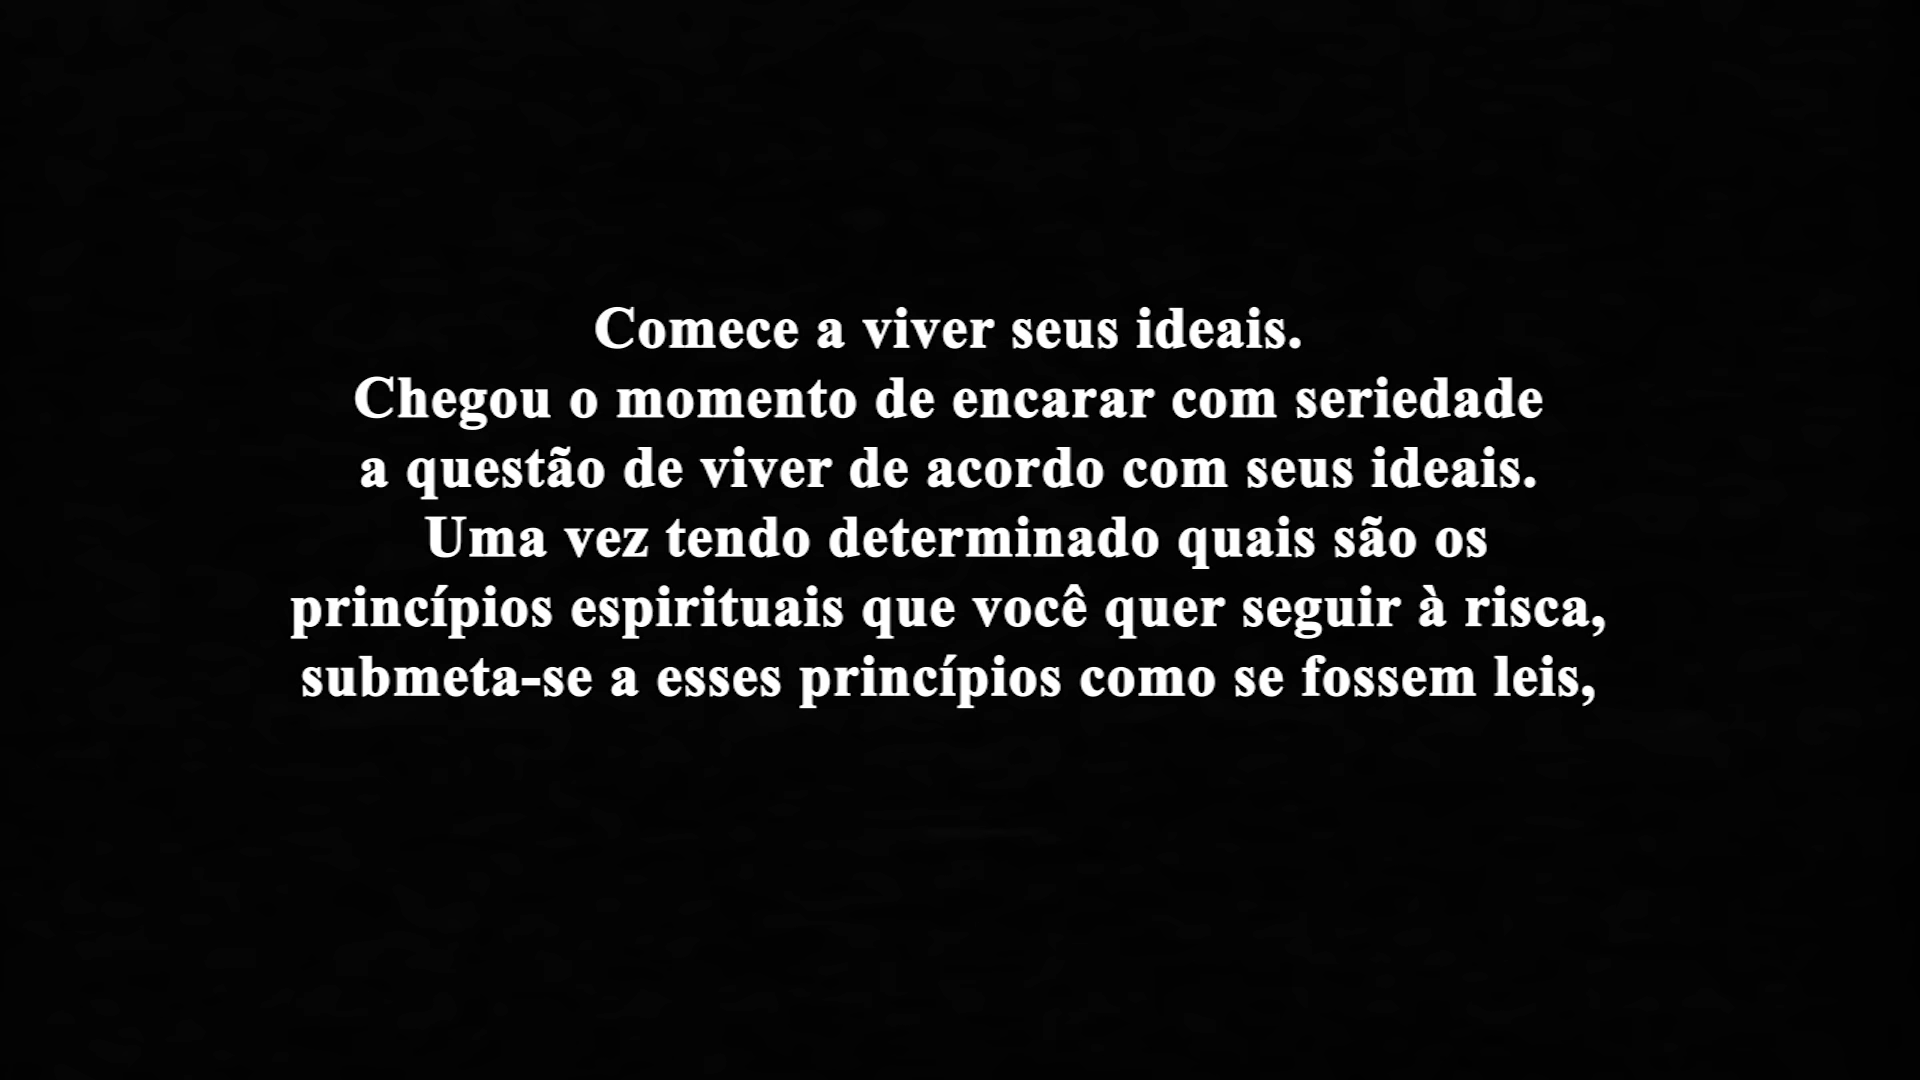 Comece a viver seus ideais.
Chegou o momento de encarar com seriedade
a questão de viver de acordo com seus ideais.
Uma vez tendo determinado quais são os
princípios espirituais que você quer seguir à risca,
submeta-se a esses princípios como se fossem leis,